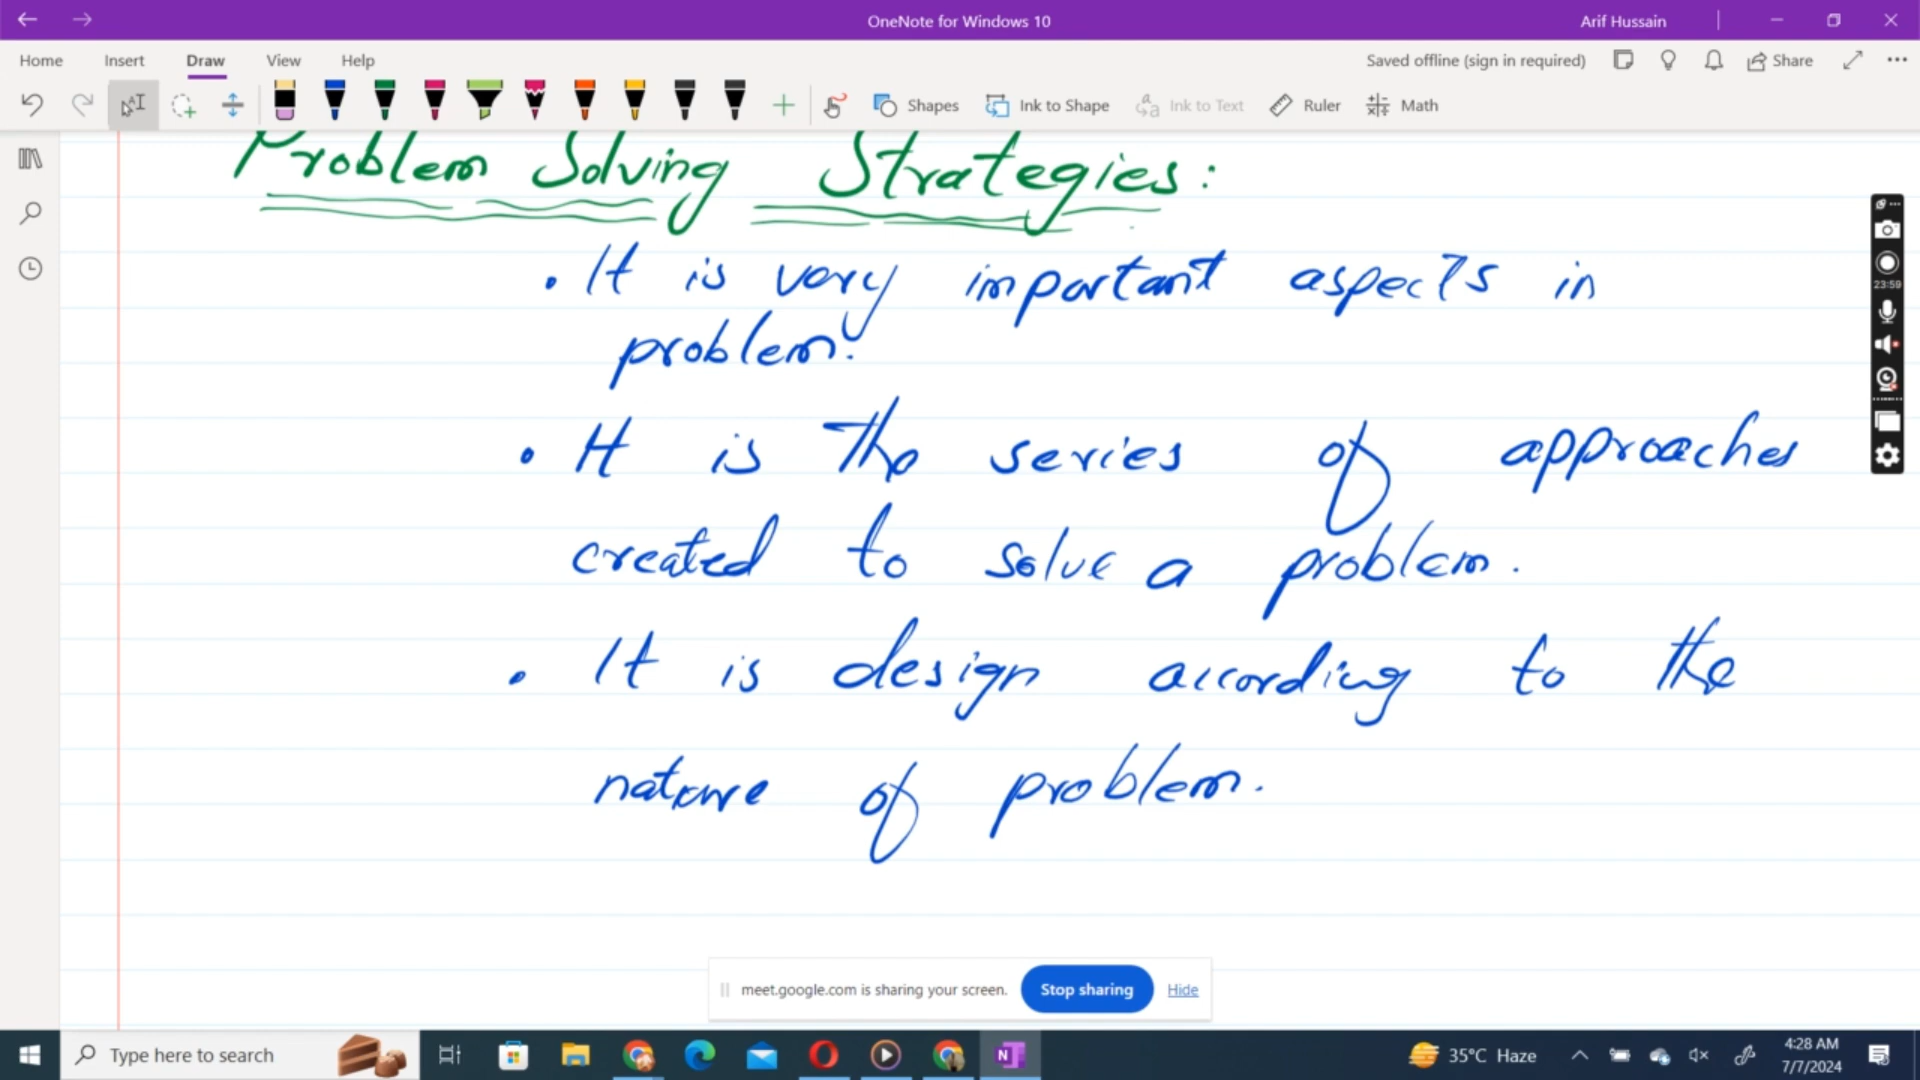 OneNote for Windows 10
Arif Hussain
Home Insert Draw View Help
Saved offline (sign in required) Share
Shapes Ink to Shape Ink to Text Ruler Math
Problem Solving Strategies:
23:59
• It is very important aspects in
problem.
• It is the series of approaches
created to solve a problem.
• It is design according to the
nature of problem.
meet.google.com is sharing your screen. Stop sharing Hide
Type here to search
35°C Haze
4:28 AM
7/7/2024